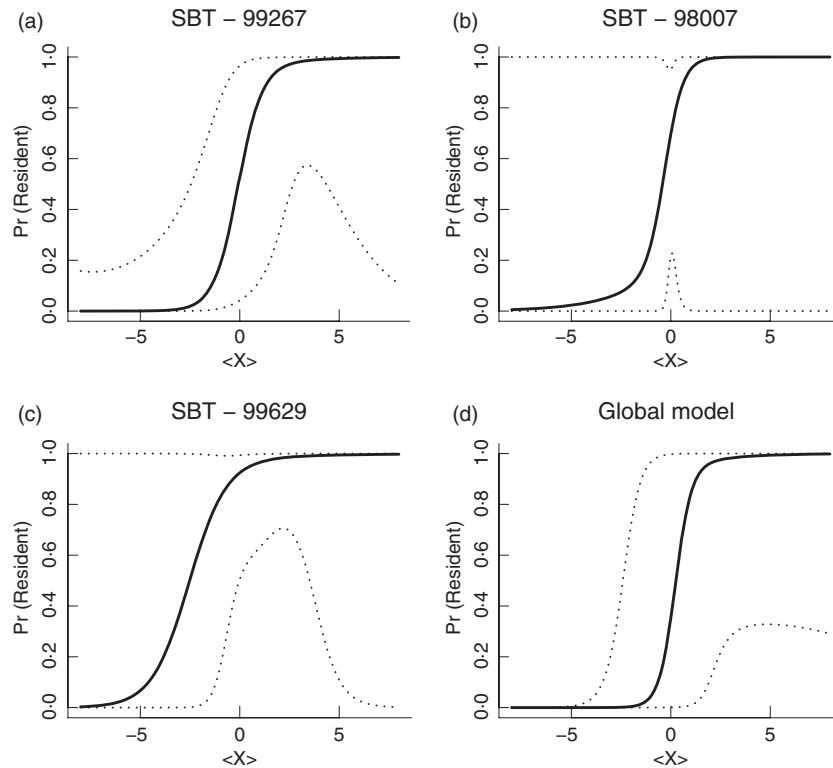 (a) SBT – 99267
Pr (Resident)
1·0
0·8
0·6
0·4
0·2
0·0
−5 0 5
<X>
(b) SBT – 98007
Pr (Resident)
1·0
0·8
0·6
0·4
0·2
0·0
−5 0 5
<X>
(c) SBT – 99629
Pr (Resident)
1·0
0·8
0·6
0·4
0·2
0·0
−5 0 5
<X>
(d) Global model
Pr (Resident)
1·0
0·8
0·6
0·4
0·2
0·0
−5 0 5
<X>